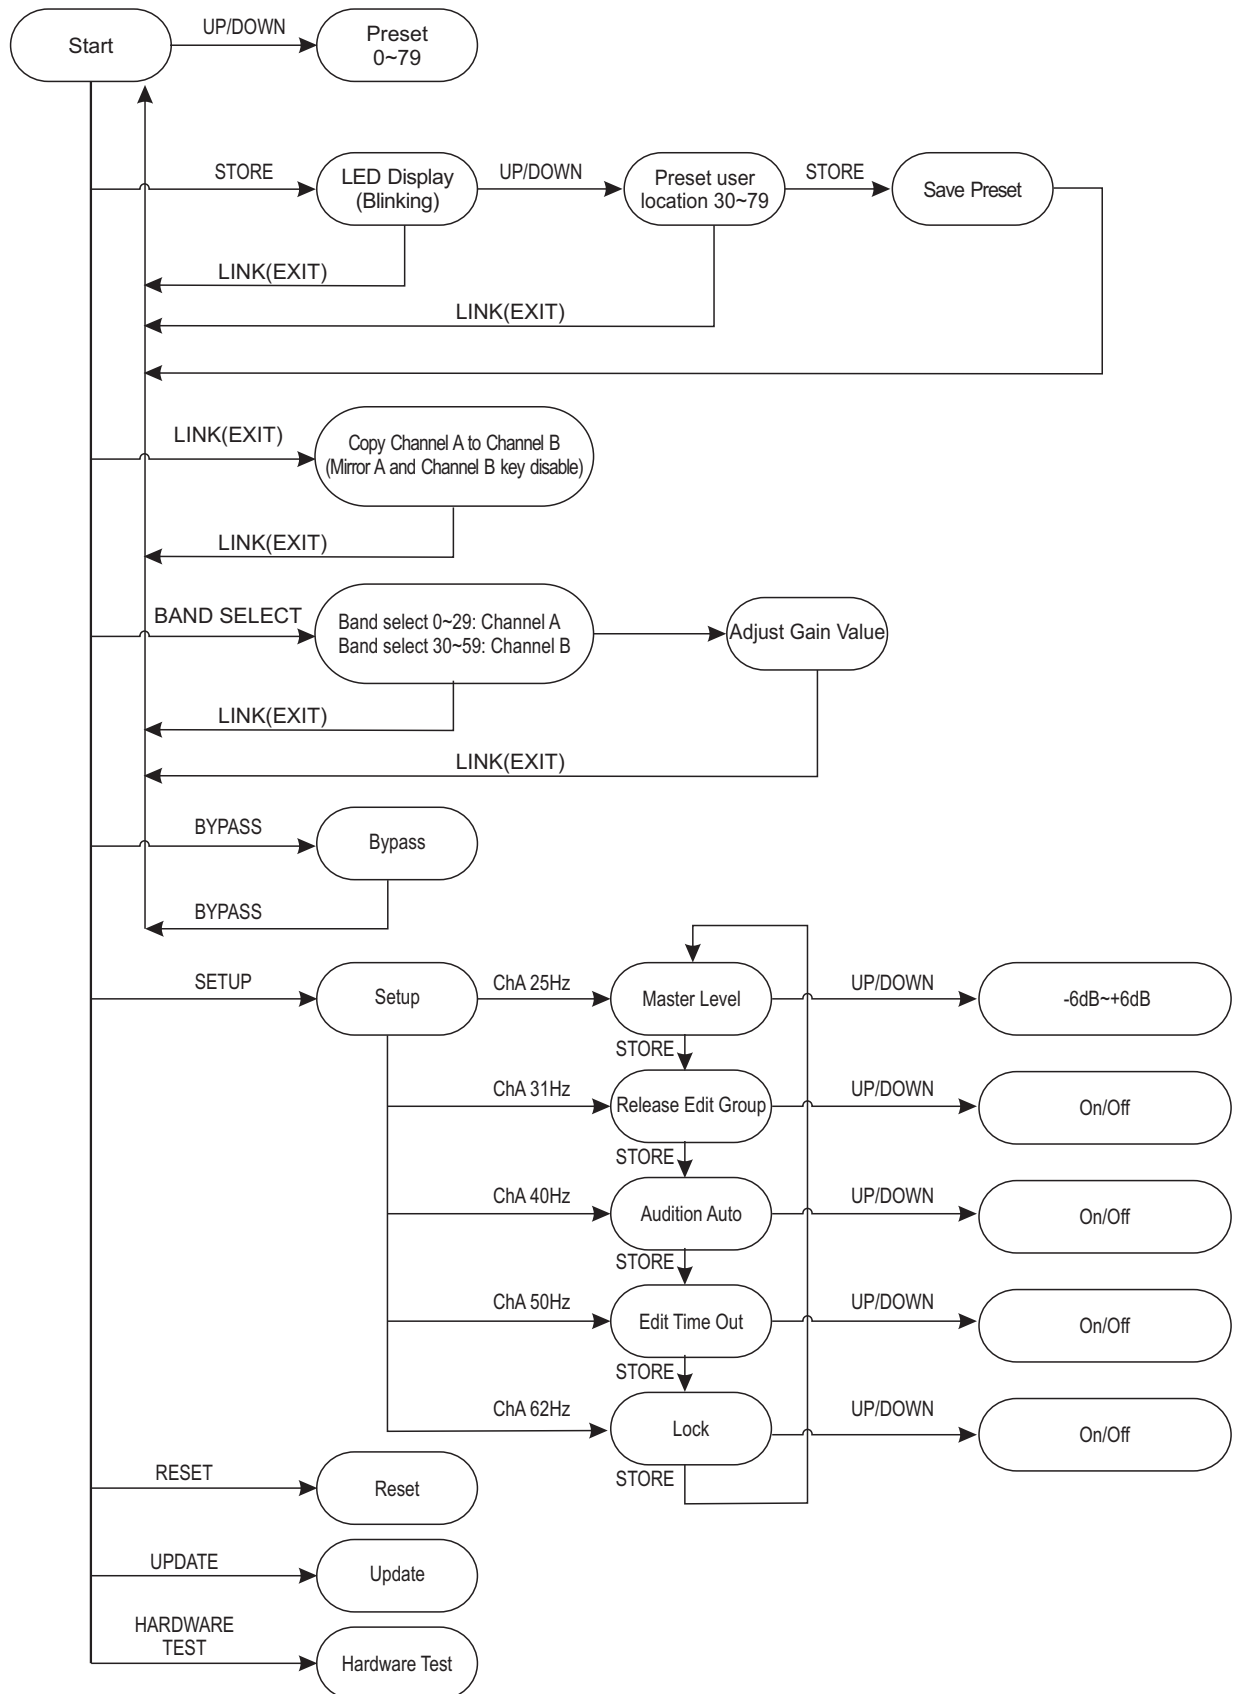 Start
UP/DOWN
Preset
0~79
STORE
LED Display
(Blinking)
UP/DOWN
Preset user
location 30~79
STORE
Save Preset
LINK(EXIT)
LINK(EXIT)
LINK(EXIT)
Copy Channel A to Channel B
(Mirror A and Channel B key disable)
LINK(EXIT)
BAND SELECT
Band select 0~29: Channel A
Band select 30~59: Channel B
Adjust Gain Value
LINK(EXIT)
LINK(EXIT)
BYPASS
Bypass
BYPASS
SETUP
Setup
ChA 25Hz
Master Level
UP/DOWN
-6dB~+6dB
STORE
ChA 31Hz
Release Edit Group
UP/DOWN
On/Off
STORE
ChA 40Hz
Audition Auto
UP/DOWN
On/Off
STORE
ChA 50Hz
Edit Time Out
UP/DOWN
On/Off
STORE
ChA 62Hz
Lock
UP/DOWN
On/Off
STORE
RESET
Reset
UPDATE
Update
HARDWARE
TEST
Hardware Test